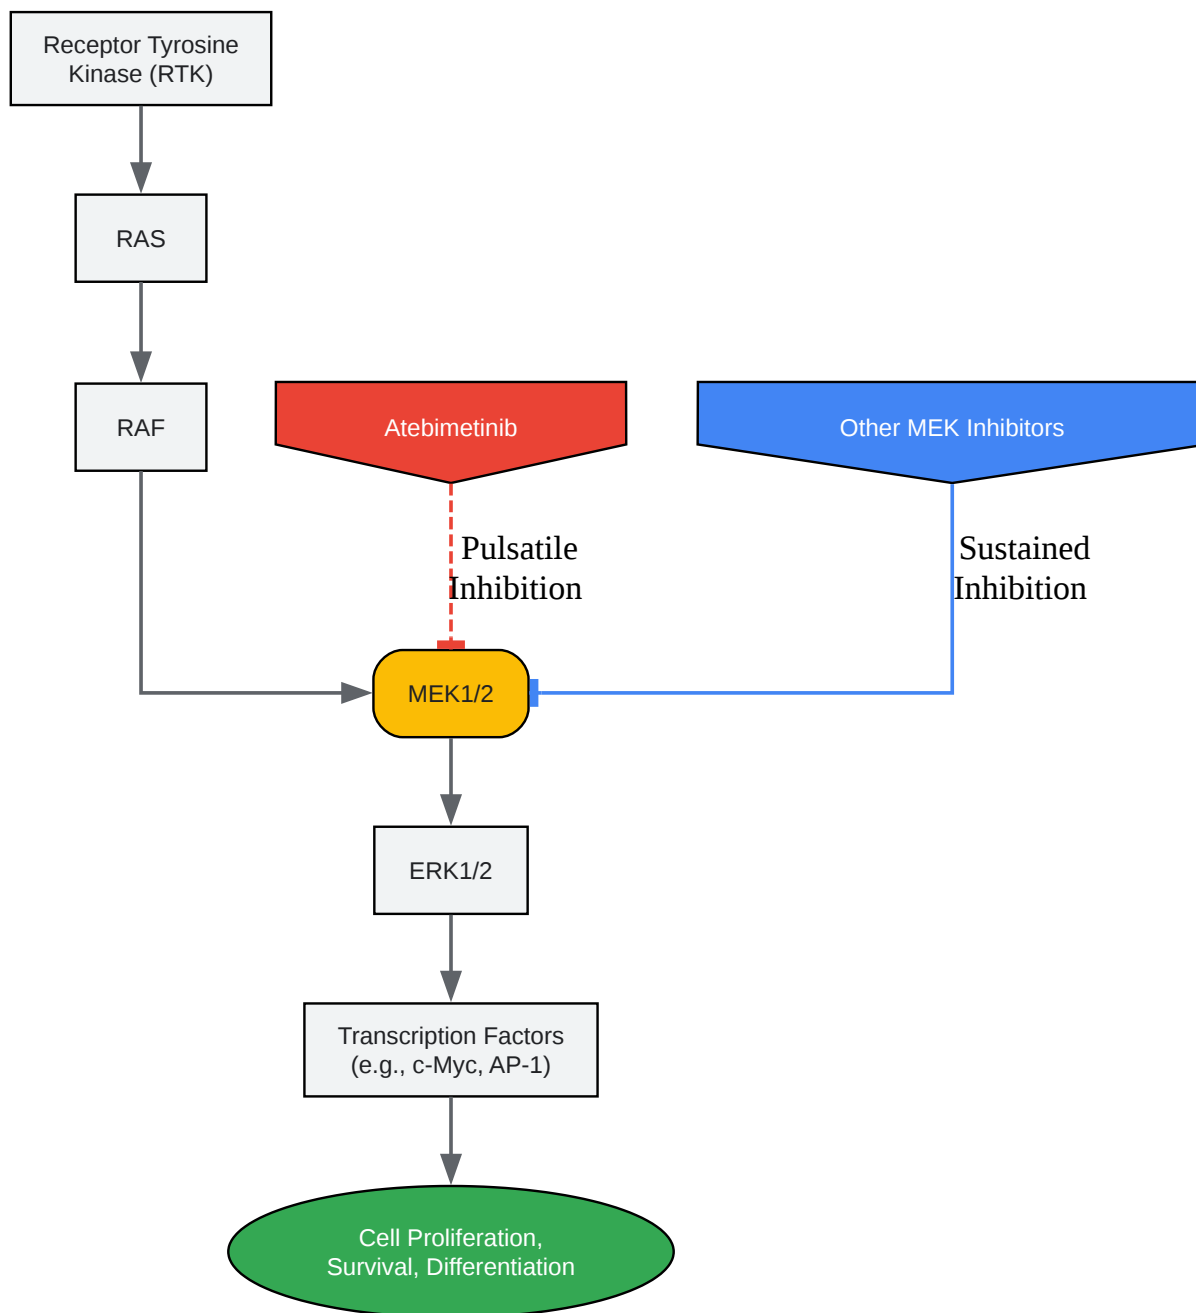 Receptor Tyrosine
Kinase (RTK)
RAS
RAF
Atebimetinib
Other MEK Inhibitors
Pulsatile
Inhibition
Sustained
Inhibition
MEK1/2
ERK1/2
Transcription Factors
(e.g., c-Myc, AP-1)
Cell Proliferation,
Survival, Differentiation